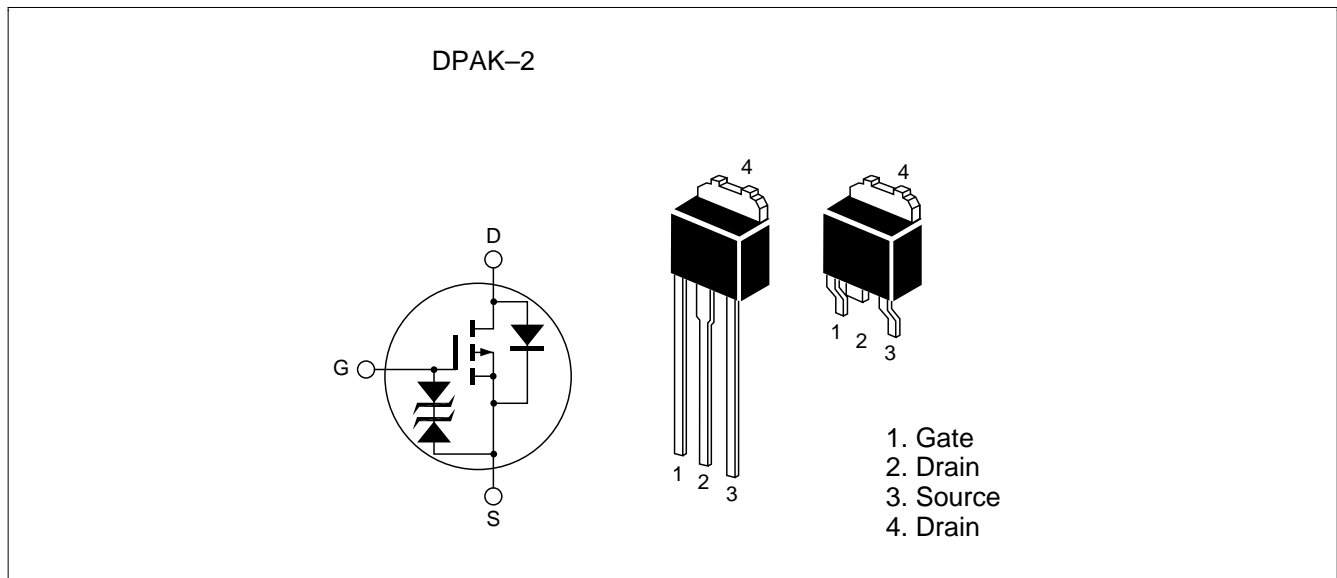 DPAK–2
4
4
D
G
S
1
2
3
1
2
3
1. Gate
2. Drain
3. Source
4. Drain